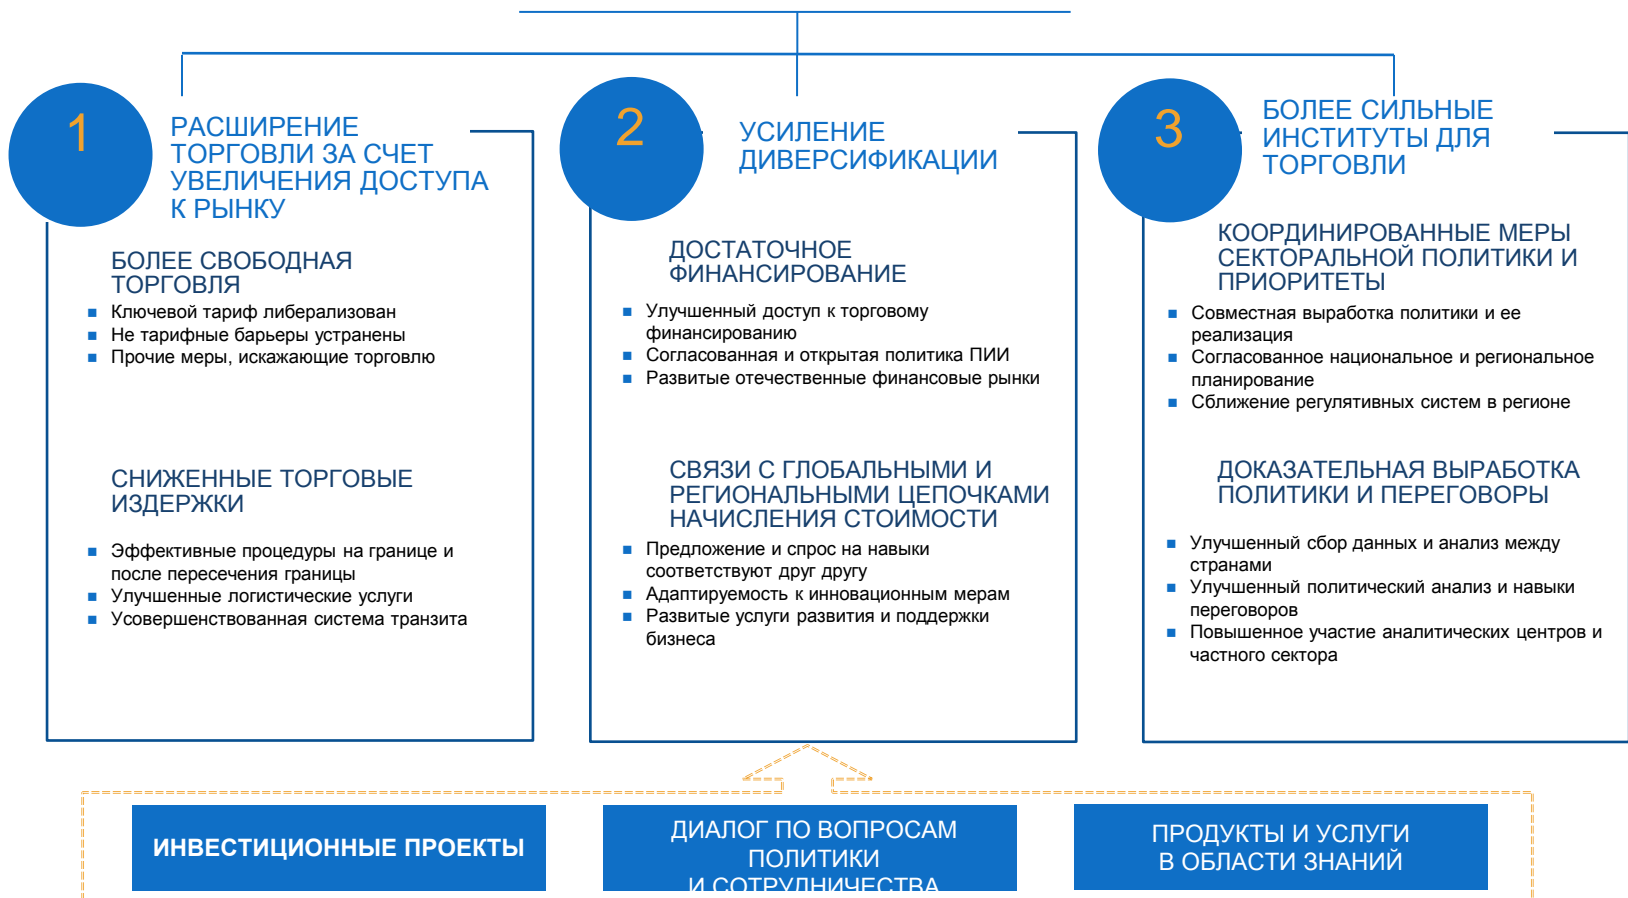 1
РАСШИРЕНИЕ
ТОРГОВЛИ ЗА СЧЕТ
УВЕЛИЧЕНИЯ ДОСТУПА
К РЫНКУ
БОЛЕЕ СВОБОДНАЯ
ТОРГОВЛЯ
Ключевой тариф либерализован
Не тарифные барьеры устранены
Прочие меры, искажающие торговлю
СНИЖЕННЫЕ ТОРГОВЫЕ
ИЗДЕРЖКИ
Эффективные процедуры на границе и
после пересечения границы
Улучшенные логистические услуги
Усовершенствованная система транзита
2
УСИЛЕНИЕ
ДИВЕРСИФИКАЦИИ
ДОСТАТОЧНОЕ
ФИНАНСИРОВАНИЕ
Улучшенный доступ к торговому
финансированию
Согласованная и открытая политика ПИИ
Развитые отечественные финансовые рынки
СВЯЗИ С ГЛОБАЛЬНЫМИ И
РЕГИОНАЛЬНЫМИ ЦЕПОЧКАМИ
НАЧИСЛЕНИЯ СТОИМОСТИ
Предложение и спрос на навыки
соответствуют друг другу
Адаптируемость к инновационным мерам
Развитые услуги развития и поддержки
бизнеса
3
БОЛЕЕ СИЛЬНЫЕ
ИНСТИТУТЫ ДЛЯ
ТОРГОВЛИ
КООРДИНИРОВАННЫЕ МЕРЫ
СЕКТОРАЛЬНОЙ ПОЛИТИКИ И
ПРИОРИТЕТЫ
Совместная выработка политики и ее
реализация
Согласованное национальное и региональное
планирование
Сближение регулятивных систем в регионе
ДОКАЗАТЕЛЬНАЯ ВЫРАБОТКА
ПОЛИТИКИ И ПЕРЕГОВОРЫ
Улучшенный сбор данных и анализ между
странами
Улучшенный политический анализ и навыки
переговоров
Повышенное участие аналитических центров и
частного сектора
ИНВЕСТИЦИОННЫЕ ПРОЕКТЫ
ДИАЛОГ ПО ВОПРОСАМ
ПОЛИТИКИ
И СОТРУДНИЧЕСТВА
ПРОДУКТЫ И УСЛУГИ
В ОБЛАСТИ ЗНАНИЙ